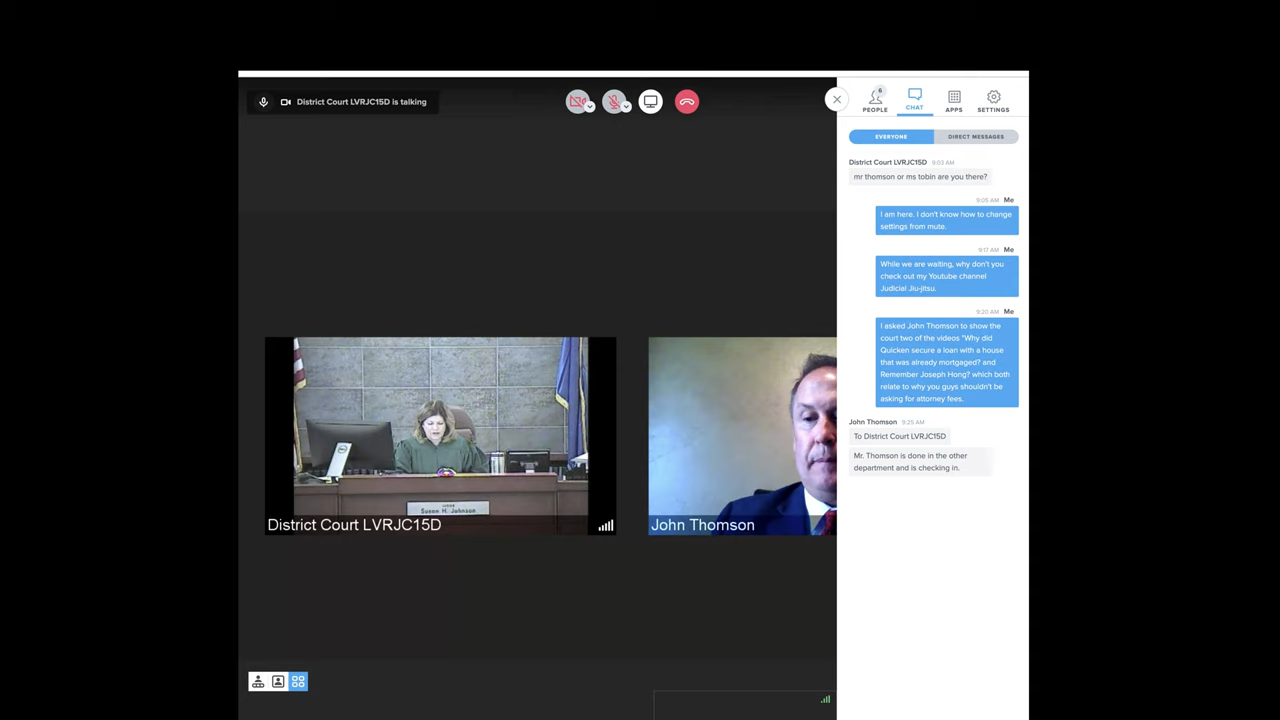 District Court LVRJC15D is talking
6
PEOPLE
CHAT
APPS
SETTINGS
EVERYONE
DIRECT MESSAGES
District Court LVRJC15D 9:03 AM
mr thomson or ms tobin are you there?
9:05 AM Me
I am here. I don't know how to change
settings from mute.
9:17 AM Me
While we are waiting, why don't you
check out my Youtube channel
Judicial Jiu-jitsu.
9:20 AM Me
I asked John Thomson to show the
court two of the videos "Why did
Quicken secure a loan with a house
that was already mortgaged? and
Remember Joseph Hong? which both
relate to why you guys shouldn't be
asking for attorney fees.
John Thomson 9:25 AM
To District Court LVRJC15D
Mr. Thomson is done in the other
department and is checking in.
Susan H. Johnson
District Court LVRJC15D
John Thomson